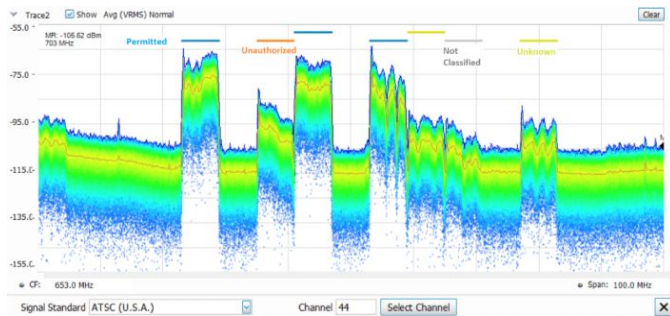 Trace2 Show Avg (VRMS) Normal Clear
-55.0
MR: -106.62 dBm
703 MHz
Permitted Unauthorized Not Classified Unknown
-75.0
-95.0
-115.0
-135.0
-155.0
CF: 653.0 MHz Span: 100.0 MHz
Signal Standard ATSC (U.S.A.) Channel 44 Select Channel